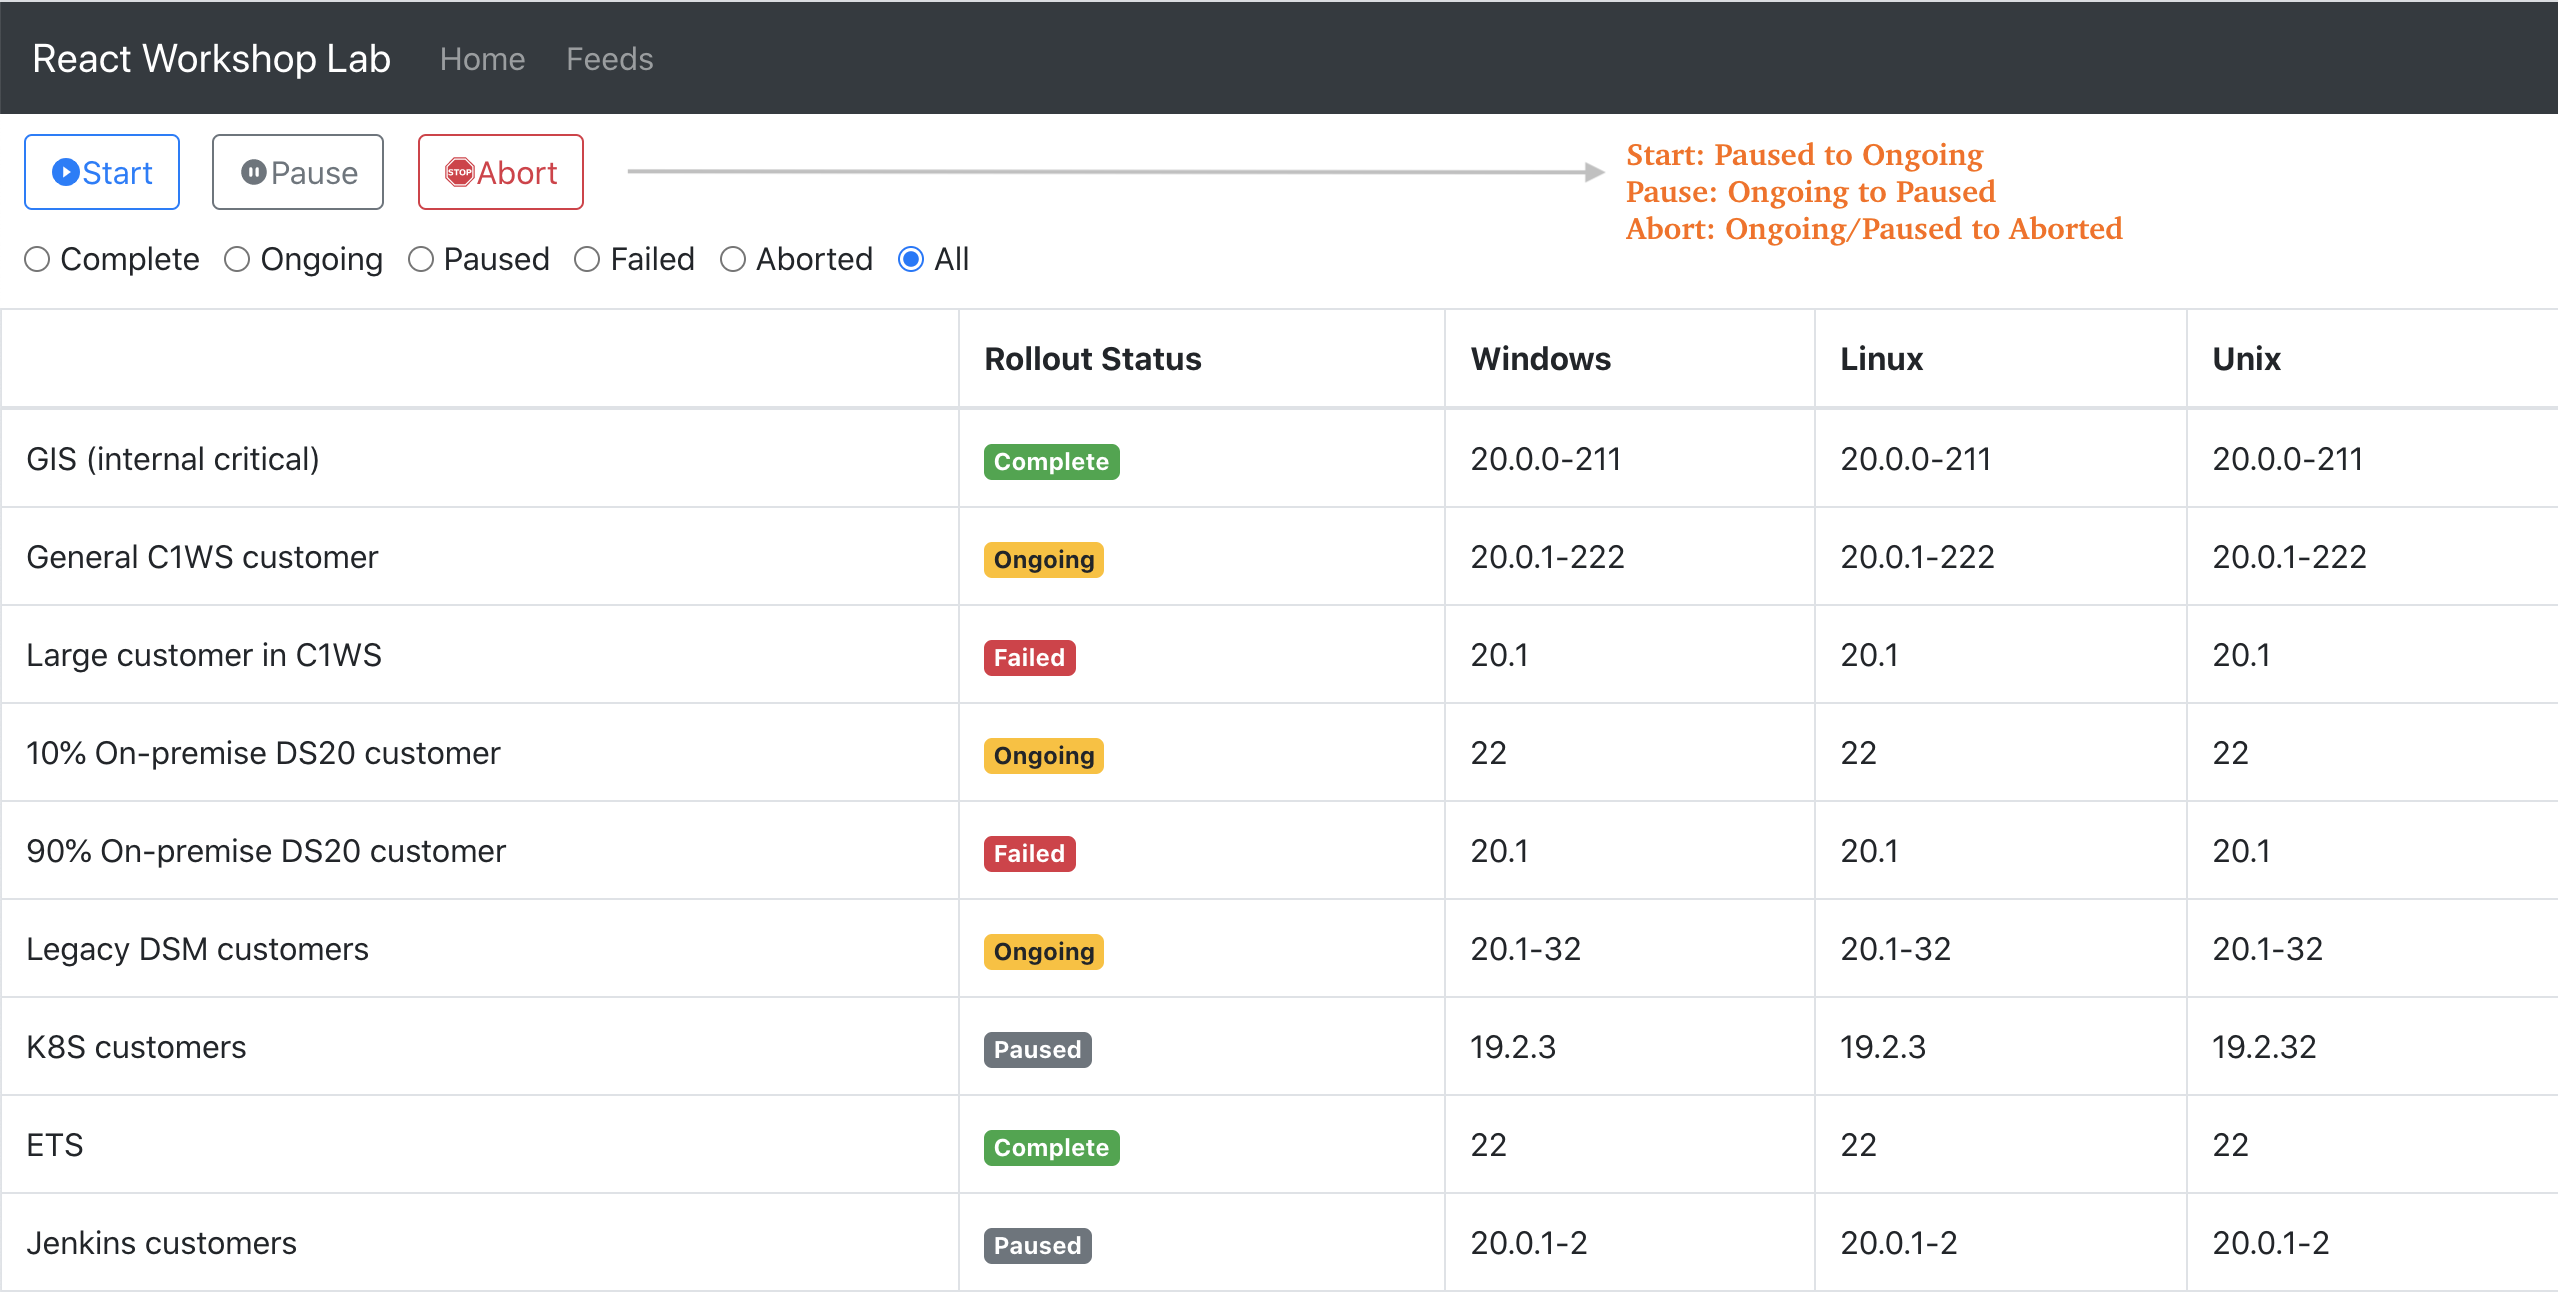 React Workshop Lab Home Feeds
Start Pause STOP Abort
Start: Paused to Ongoing
Pause: Ongoing to Paused
Abort: Ongoing/Paused to Aborted
Complete Ongoing Paused Failed Aborted All
Rollout Status Windows Linux Unix
GIS (internal critical) Complete 20.0.0-211 20.0.0-211 20.0.0-211
General C1WS customer Ongoing 20.0.1-222 20.0.1-222 20.0.1-222
Large customer in C1WS Failed 20.1 20.1 20.1
10% On-premise DS20 customer Ongoing 22 22 22
90% On-premise DS20 customer Failed 20.1 20.1 20.1
Legacy DSM customers Ongoing 20.1-32 20.1-32 20.1-32
K8S customers Paused 19.2.3 19.2.3 19.2.32
ETS Complete 22 22 22
Jenkins customers Paused 20.0.1-2 20.0.1-2 20.0.1-2